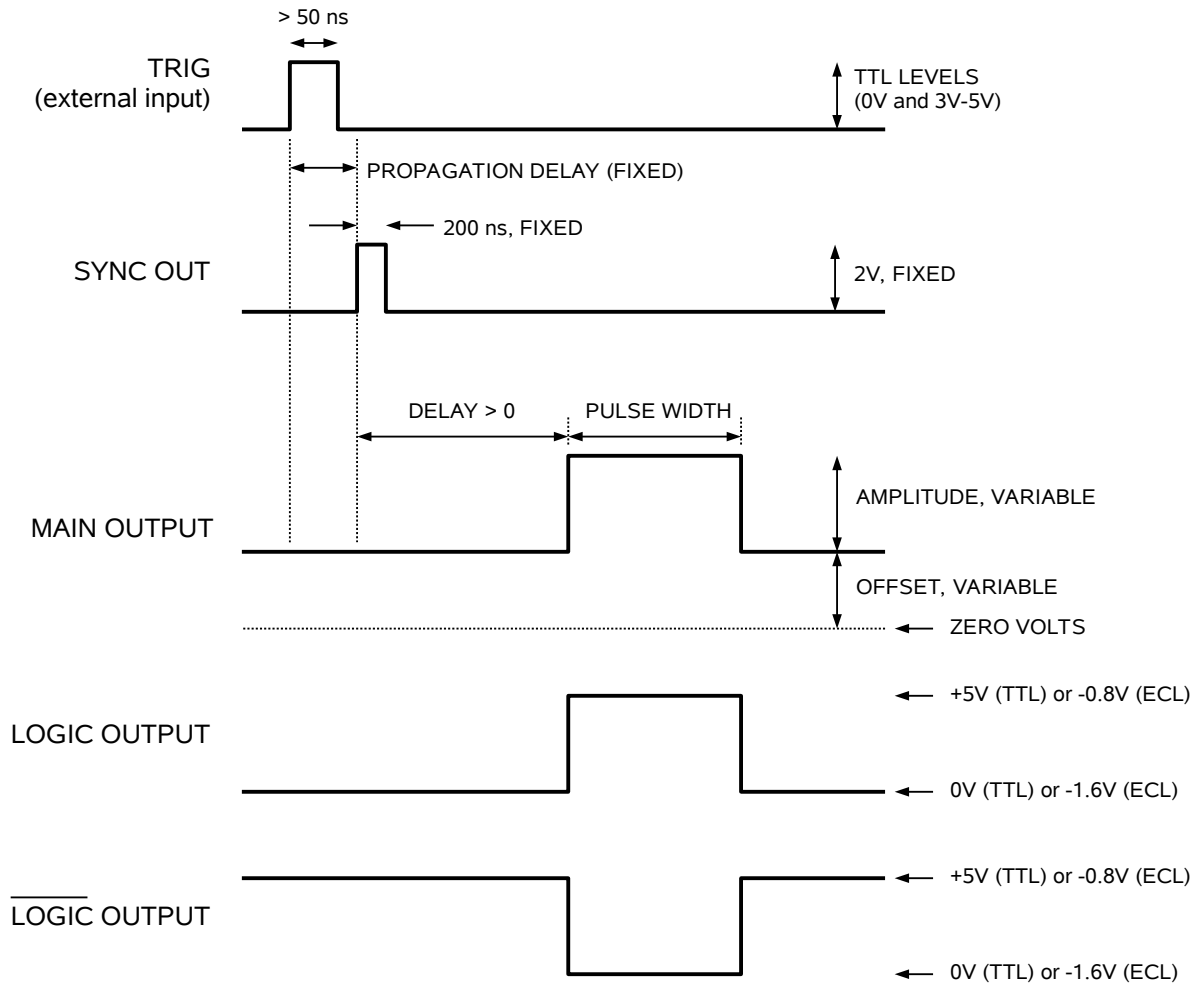 > 50 ns
TRIG
(external input)
TTL LEVELS
(0V and 3V-5V)
PROPAGATION DELAY (FIXED)
200 ns, FIXED
SYNC OUT
2V, FIXED
DELAY > 0
PULSE WIDTH
AMPLITUDE, VARIABLE
MAIN OUTPUT
OFFSET, VARIABLE
ZERO VOLTS
+5V (TTL) or -0.8V (ECL)
LOGIC OUTPUT
0V (TTL) or -1.6V (ECL)
+5V (TTL) or -0.8V (ECL)
LOGIC OUTPUT
0V (TTL) or -1.6V (ECL)